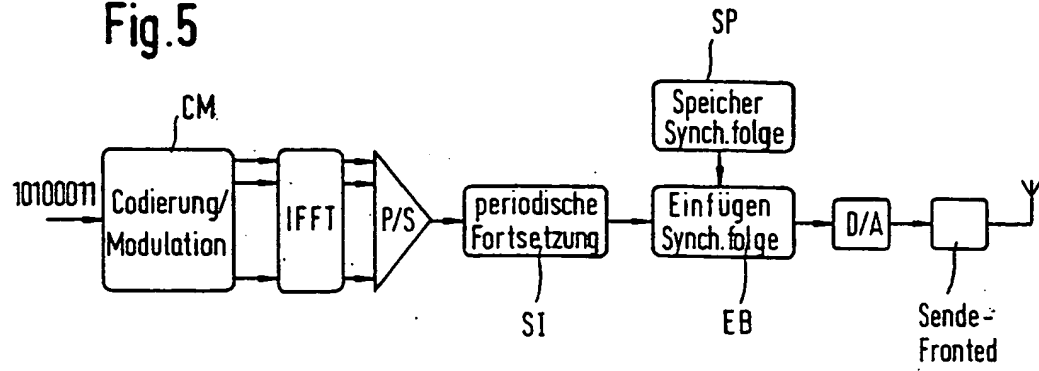 Fig.5
SP
CM
Speicher
Synch.folge
10100011
Codierung/
Modulation
IFFT
P/S
periodische
Fortsetzung
Einfügen
Synch.folge
D/A
SI
EB
Sende-
Fronted